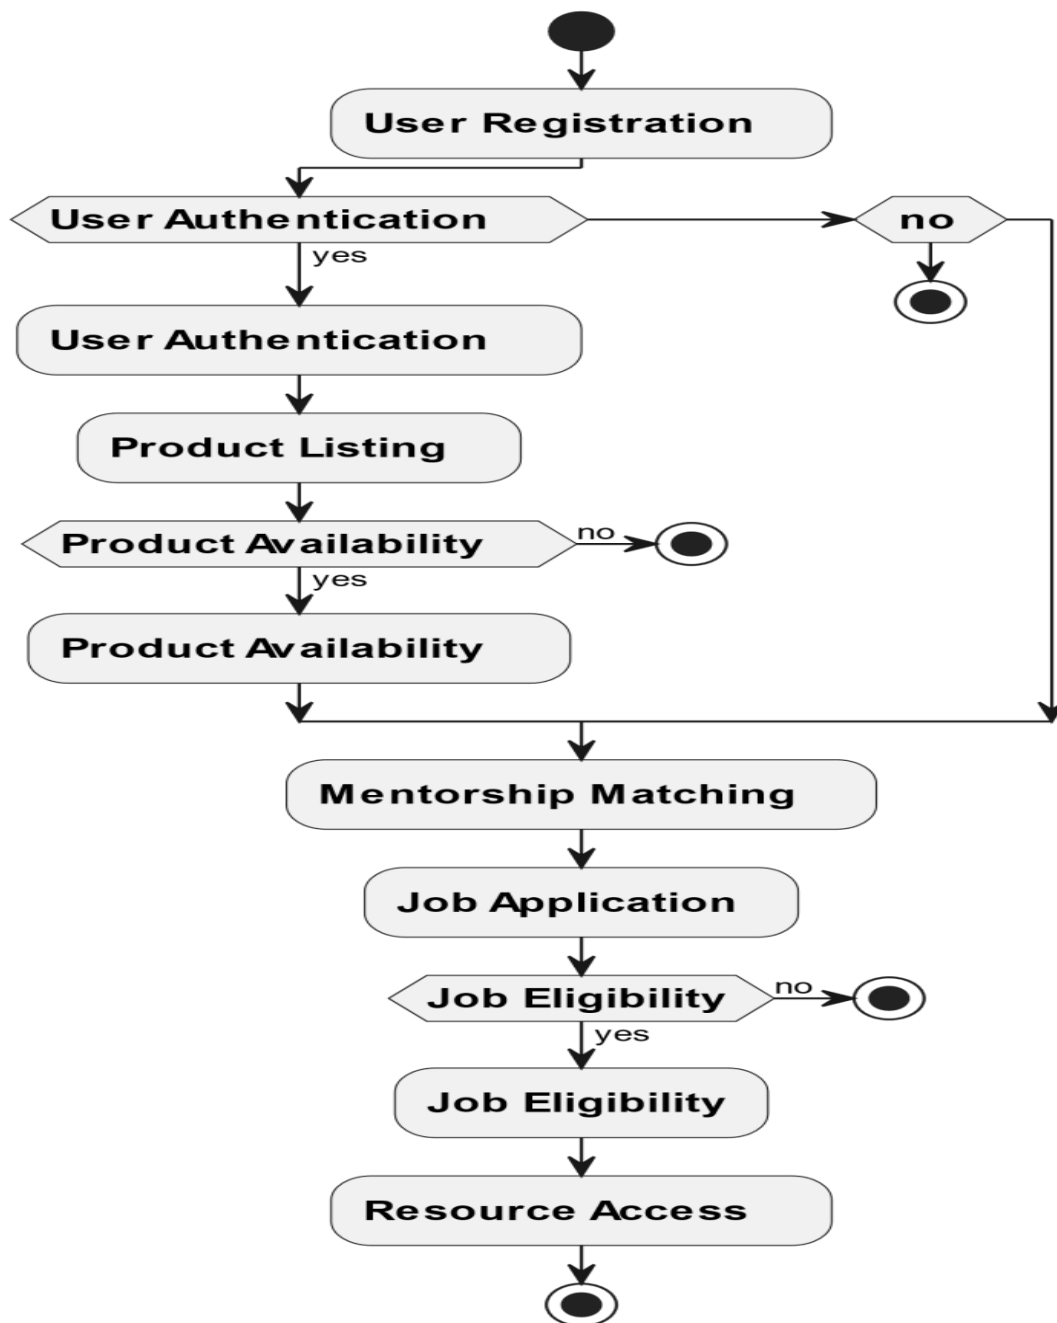 User Registration
User Authentication
no
yes
User Authentication
Product Listing
Product Availability
no
yes
Product Availability
Mentorship Matching
Job Application
Job Eligibility
no
yes
Job Eligibility
Resource Access